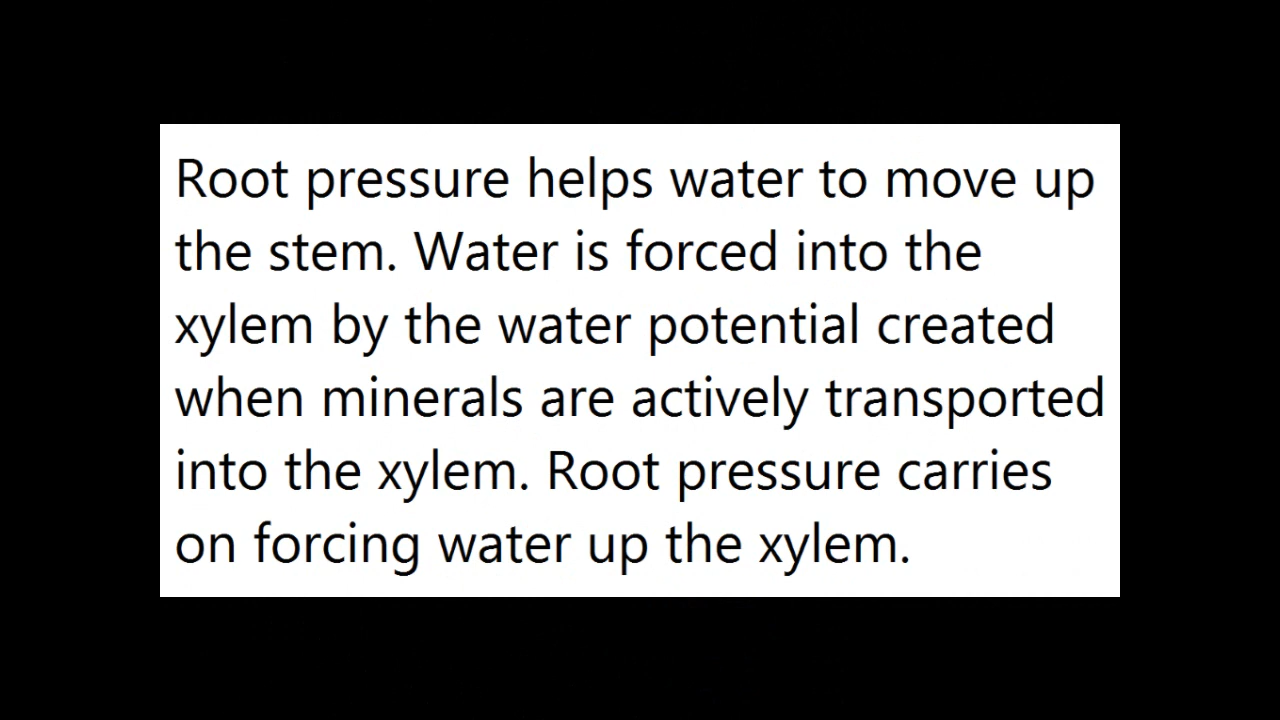 Root pressure helps water to move up
the stem. Water is forced into the
xylem by the water potential created
when minerals are actively transported
into the xylem. Root pressure carries
on forcing water up the xylem.